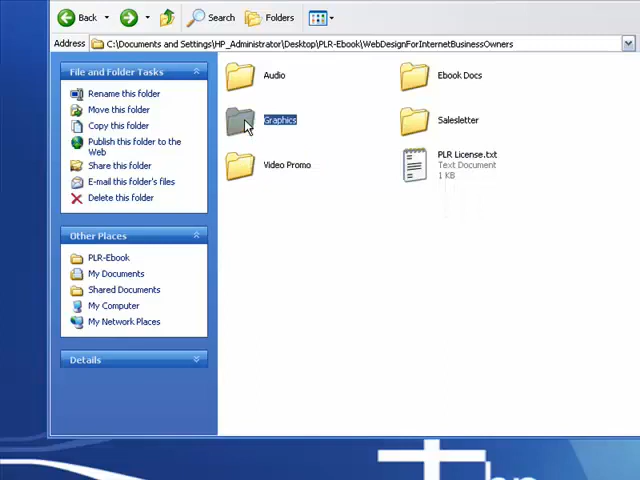 Back Search Folders
Address C:\Documents and Settings\HP_Administrator\Desktop\PLR-Ebook\WebDesignForInternetBusinessOwners
File and Folder Tasks
Rename this folder
Move this folder
Copy this folder
Publish this folder to the
Web
Share this folder
E-mail this folder's files
Delete this folder
Other Places
PLR-Ebook
My Documents
Shared Documents
My Computer
My Network Places
Details
Audio
Ebook Docs
Graphics
Salesletter
Video Promo
PLR License.txt
Text Document
1 KB
hp